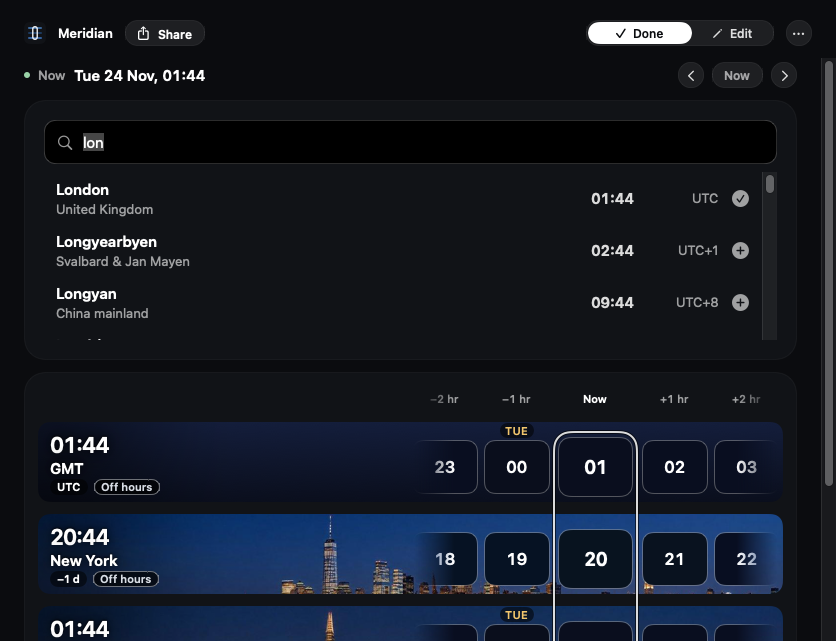 Meridian
Share
Done
Edit
Now Tue 24 Nov, 01:44
Now
lon
London
United Kingdom
01:44
UTC
Longyearbyen
Svalbard & Jan Mayen
02:44
UTC+1
Longyan
China mainland
09:44
UTC+8
−2 hr
−1 hr
Now
+1 hr
+2 hr
01:44
GMT
UTC
Off hours
TUE
23
00
01
02
03
20:44
New York
−1 d
Off hours
18
19
20
21
22
TUE
01:44